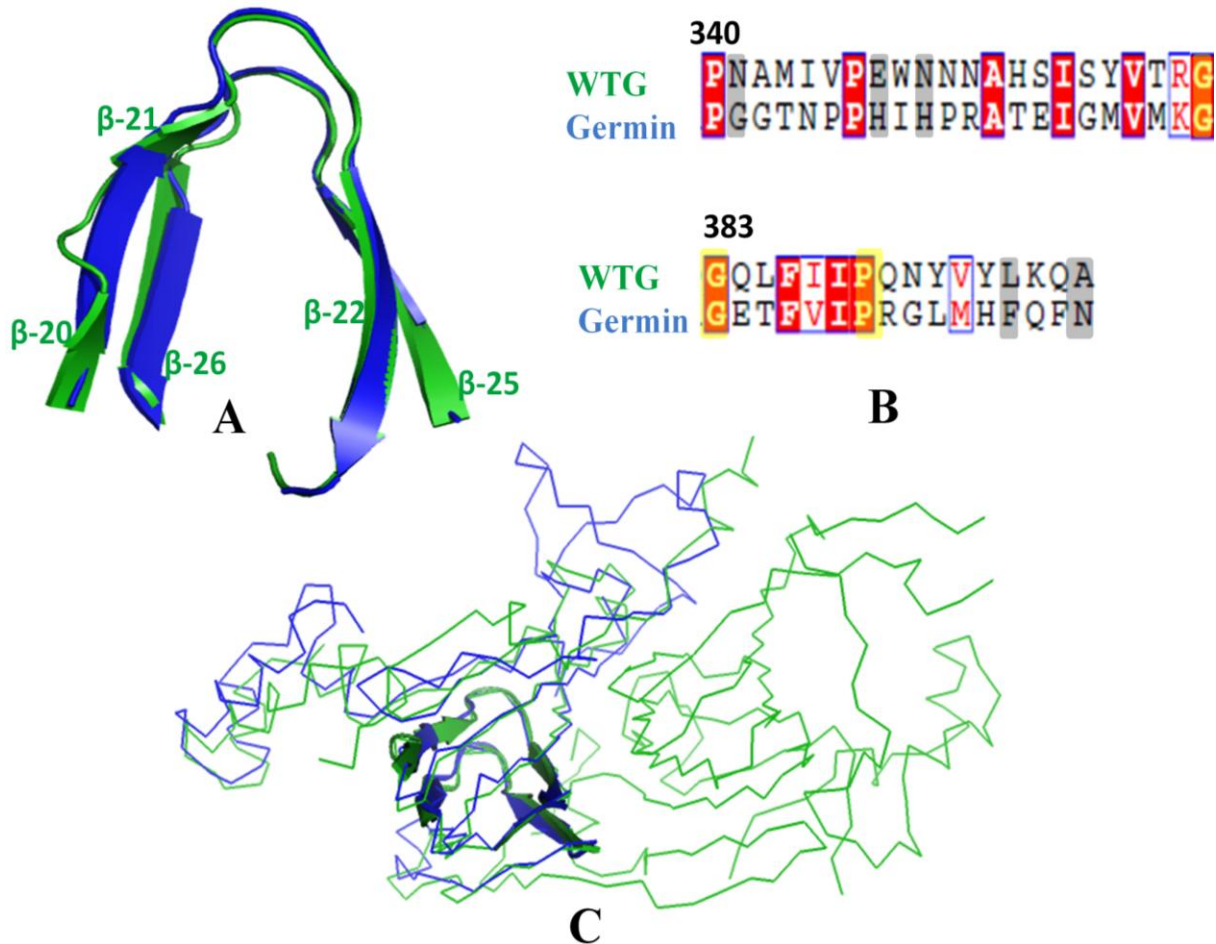 β-21
β-20
β-26
β-22
β-25
A
340
WTG PNAMIVPEWNNNAHSISYVTRG
Germin PGGTNPPHIHPRATEIGMVMKG
383
WTG GQLFIIPQNYVYLKQA
Germin GETFVIPRGLMHFQFN
B
C